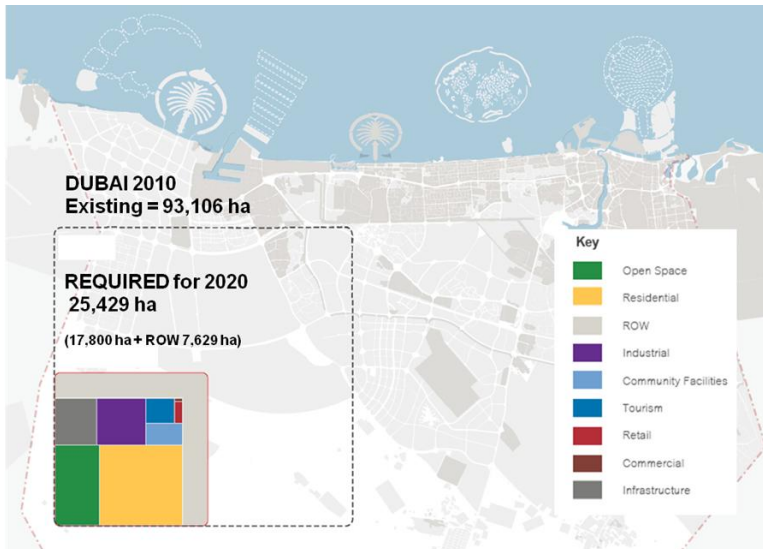 DUBAI 2010
Existing = 93,106 ha
REQUIRED for 2020
25,429 ha
(17,800 ha + ROW 7,629 ha)
Key
Open Space
Residential
ROW
Industrial
Community Facilities
Tourism
Retail
Commercial
Infrastructure